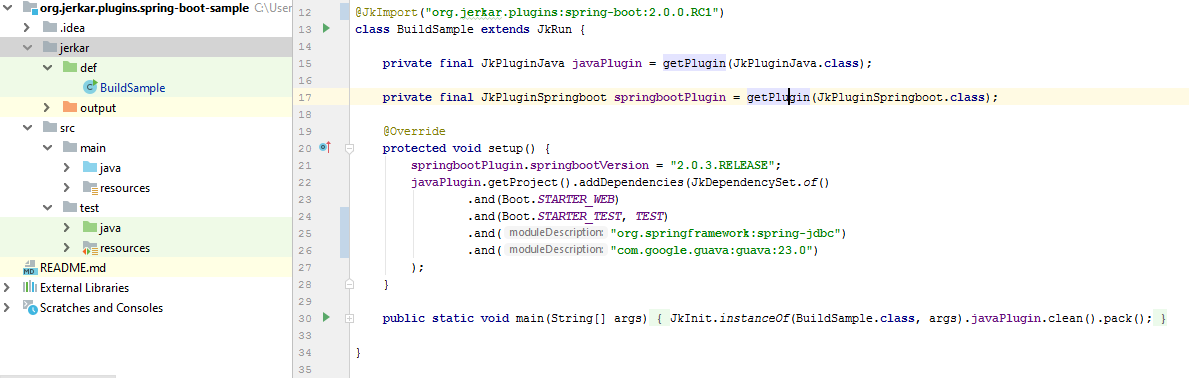 org.jerkar.plugins.spring-boot-sample C:\User
.idea
jerkar
def
BuildSample
output
src
main
java
resources
test
java
resources
README.md
External Libraries
Scratches and Consoles
12 @JkImport("org.jerkar.plugins:spring-boot:2.0.0.RC1")
13 class BuildSample extends JkRun {
14
15 private final JkPluginJava javaPlugin = getPlugin(JkPluginJava.class);
16
17 private final JkPluginSpringboot springbootPlugin = getPlugin(JkPluginSpringboot.class);
18
19 @Override
20 protected void setup() {
21 springbootPlugin.springbootVersion = "2.0.3.RELEASE";
22 javaPlugin.getProject().addDependencies(JkDependencySet.of()
23 .and(Boot.STARTER_WEB)
24 .and(Boot.STARTER_TEST, TEST)
25 .and( moduleDescription: "org.springframework:spring-jdbc")
26 .and( moduleDescription: "com.google.guava:guava:23.0")
27 );
28 }
29
30 public static void main(String[] args) { JkInit.instanceOf(BuildSample.class, args).javaPlugin.clean().pack(); }
33
34 }
35